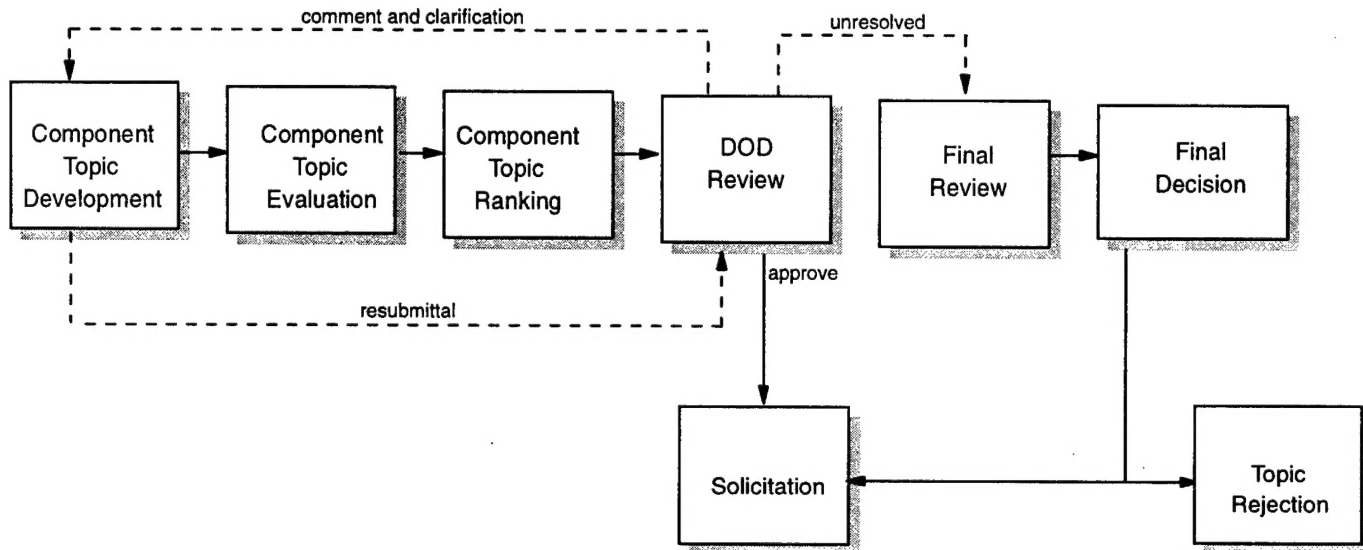 comment and clarification
unresolved
Component
Topic
Development
Component
Topic
Evaluation
Component
Topic
Ranking
DOD
Review
Final
Review
Final
Decision
approve
resubmittal
Solicitation
Topic
Rejection